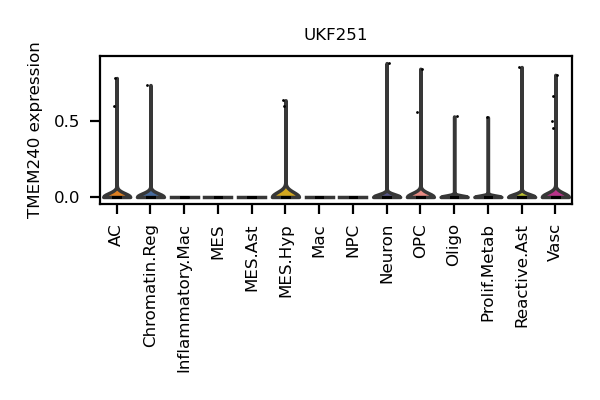 UKF251
TMEM240 expression
0.5
0.0
AC
Chromatin.Reg
Inflammatory.Mac
MES
MES.Ast
MES.Hyp
Mac
NPC
Neuron
OPC
Oligo
Prolif.Metab
Reactive.Ast
Vasc